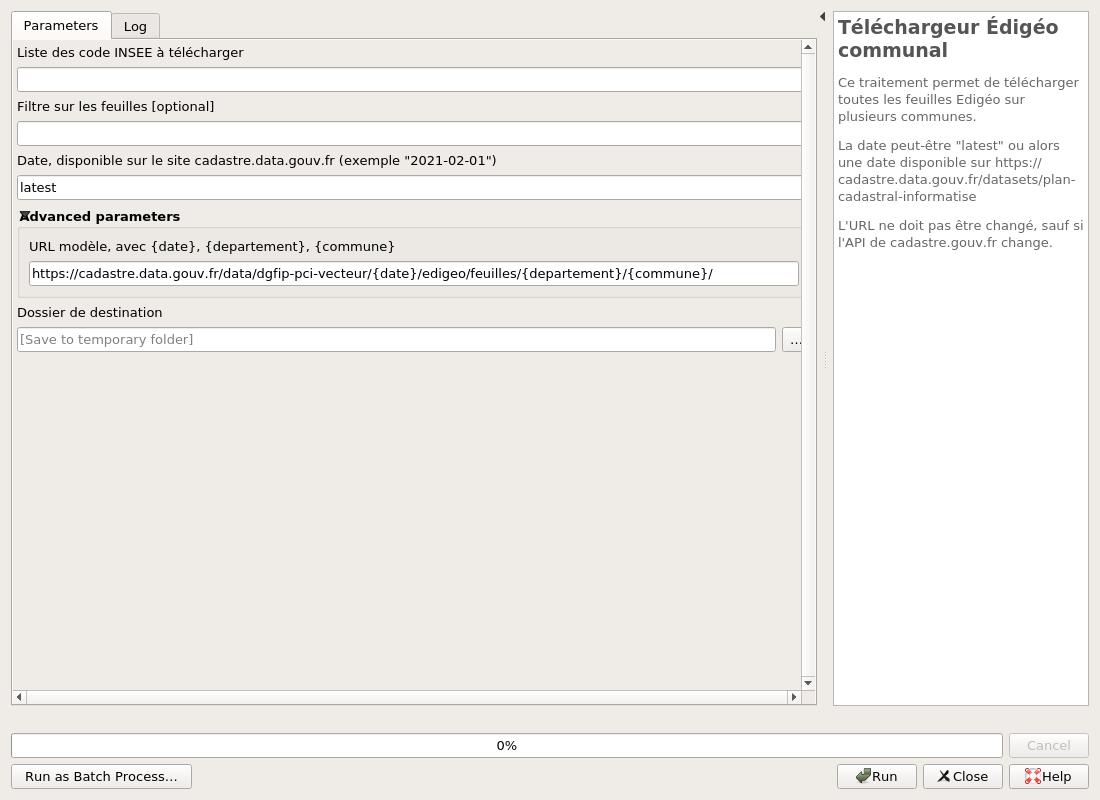 Parameters
Log
Liste des code INSEE à télécharger
Filtre sur les feuilles [optional]
Date, disponible sur le site cadastre.data.gouv.fr (exemple "2021-02-01")
latest
Advanced parameters
URL modèle, avec {date}, {departement}, {commune}
https://cadastre.data.gouv.fr/data/dgfip-pci-vecteur/{date}/edigeo/feuilles/{departement}/{commune}/
Dossier de destination
[Save to temporary folder]
...
Téléchargeur Édigéo
communal
Ce traitement permet de télécharger
toutes les feuilles Edigéo sur
plusieurs communes.
La date peut-être "latest" ou alors
une date disponible sur https://
cadastre.data.gouv.fr/datasets/plan-
cadastral-informatise
L'URL ne doit pas être changé, sauf si
l'API de cadastre.gouv.fr change.
0%
Cancel
Run as Batch Process...
Run
Close
Help